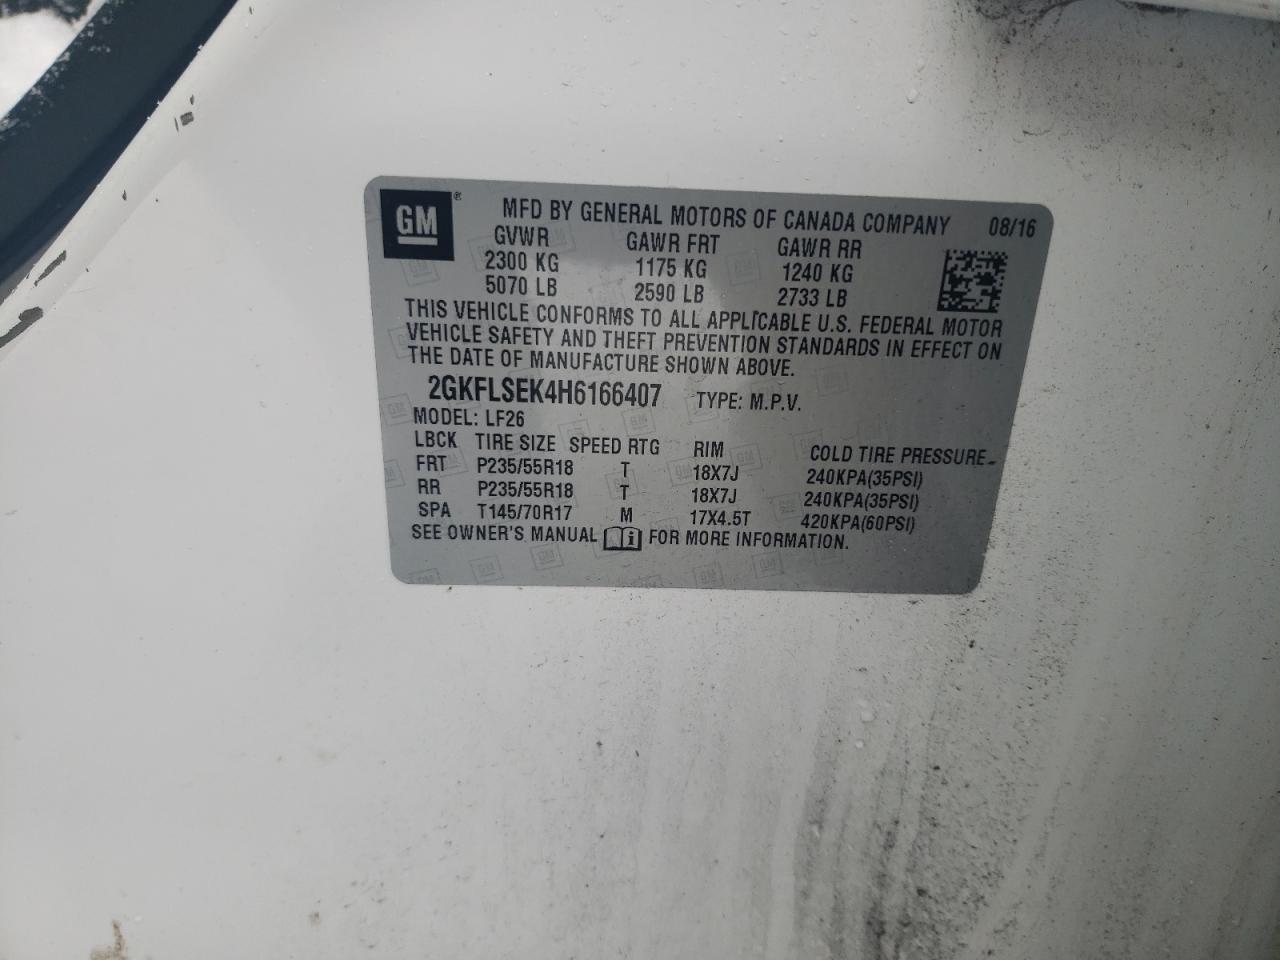 GM ® MFD BY GENERAL MOTORS OF CANADA COMPANY 08/16
GVWR GAWR FRT GAWR RR
2300 KG 1175 KG 1240 KG
5070 LB 2590 LB 2733 LB
THIS VEHICLE CONFORMS TO ALL APPLICABLE U.S. FEDERAL MOTOR
VEHICLE SAFETY AND THEFT PREVENTION STANDARDS IN EFFECT ON
THE DATE OF MANUFACTURE SHOWN ABOVE.
2GKFLSEK4H6166407 TYPE: M.P.V.
MODEL: LF26
LBCK TIRE SIZE SPEED RTG RIM COLD TIRE PRESSURE
FRT P235/55R18 T 18X7J 240KPA(35PSI)
RR P235/55R18 T 18X7J 240KPA(35PSI)
SPA T145/70R17 M 17X4.5T 420KPA(60PSI)
SEE OWNER'S MANUAL i FOR MORE INFORMATION.